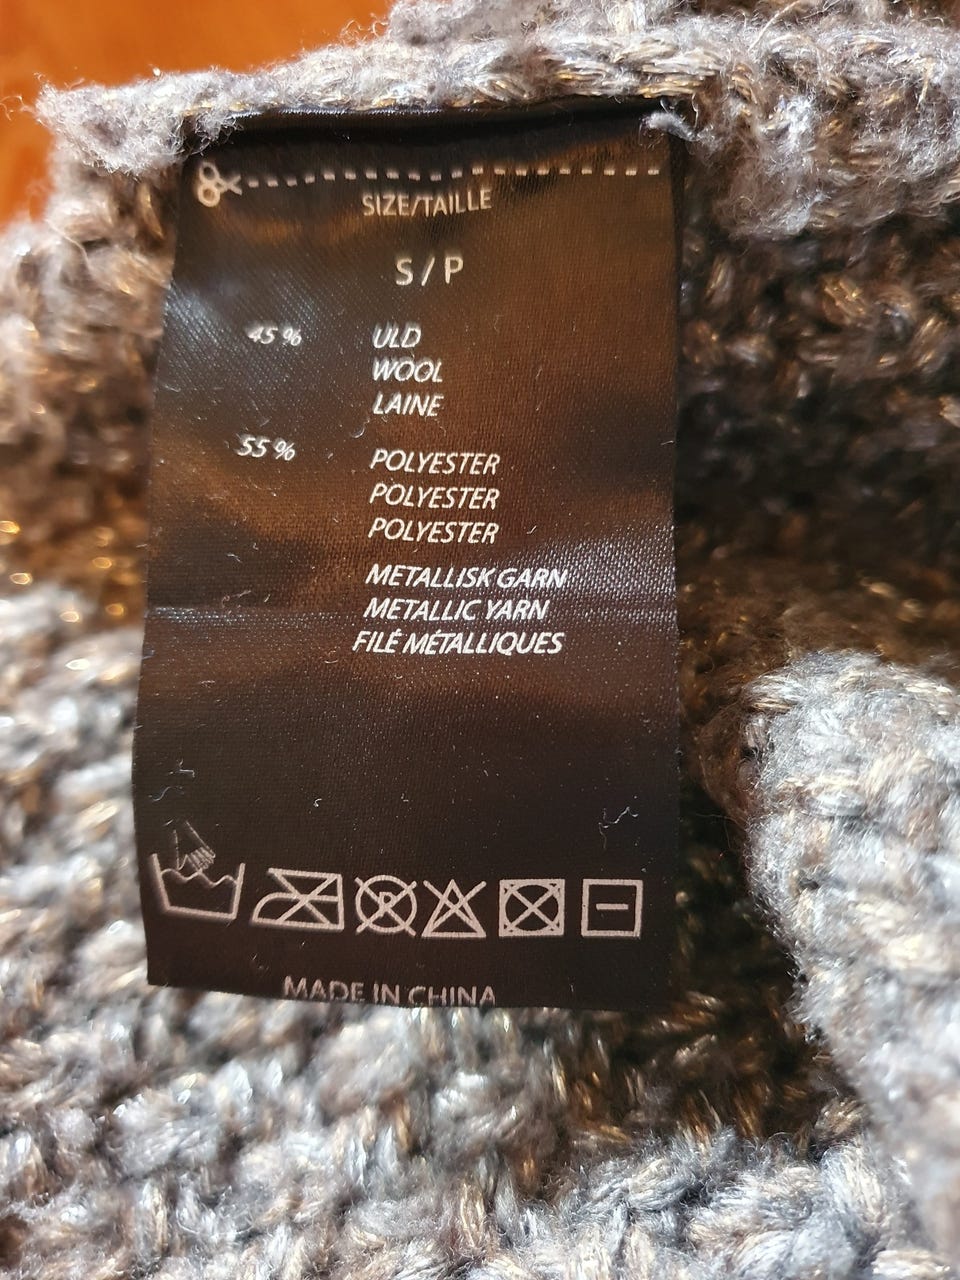 SIZE/TAILLE
S / P
45 % ULD
WOOL
LAINE
55 % POLYESTER
POLYESTER
POLYESTER
METALLISK GARN
METALLIC YARN
FILÉ MÉTALLIQUES
MADE IN CHINA